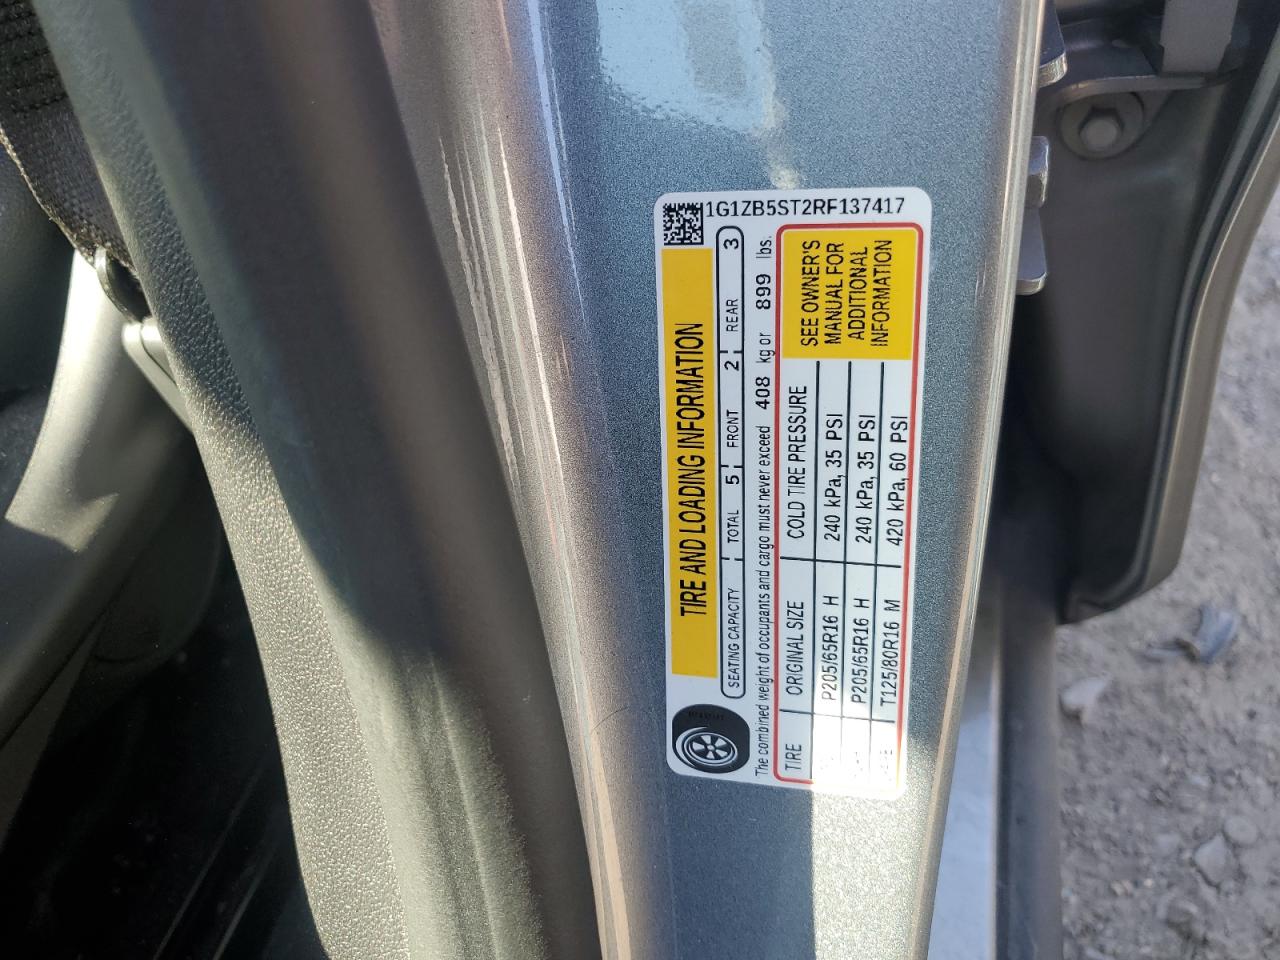 1G1ZB5ST2RF137417
TIRE AND LOADING INFORMATION
SEATING CAPACITY TOTAL 5 FRONT 2 REAR 3
The combined weight of occupants and cargo must never exceed 408 kg or 899 lbs.
TIRE ORIGINAL SIZE COLD TIRE PRESSURE
P205/65R16 H 240 kPa, 35 PSI
P205/65R16 H 240 kPa, 35 PSI
T125/80R16 M 420 kPa, 60 PSI
SEE OWNER'S
MANUAL FOR
ADDITIONAL
INFORMATION